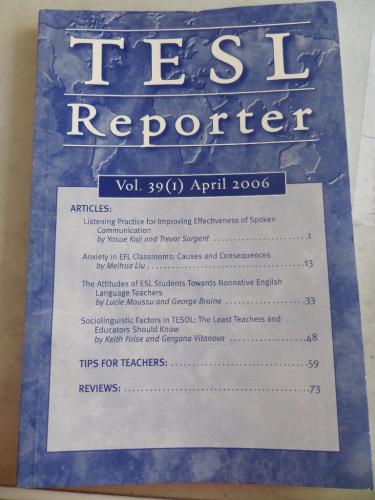 TESL
Reporter
Vol. 39(1) April 2006
ARTICLES:
Listening Practice for Improving Effectiveness of Spoken
Communication
by Yasue Kaji and Trevor Sargent ........................1
Anxiety in EFL Classrooms: Causes and Consequences
by Meihua Liu ........................................13
The Attitudes of ESL Students Towards Nonnative English
Language Teachers
by Lucie Moussu and George Braine ....................33
Sociolinguistic Factors in TESOL: The Least Teachers and
Educators Should Know
by Keith Folse and Gergana Vitanova ..................48
TIPS FOR TEACHERS: ...................................59
REVIEWS: .............................................73